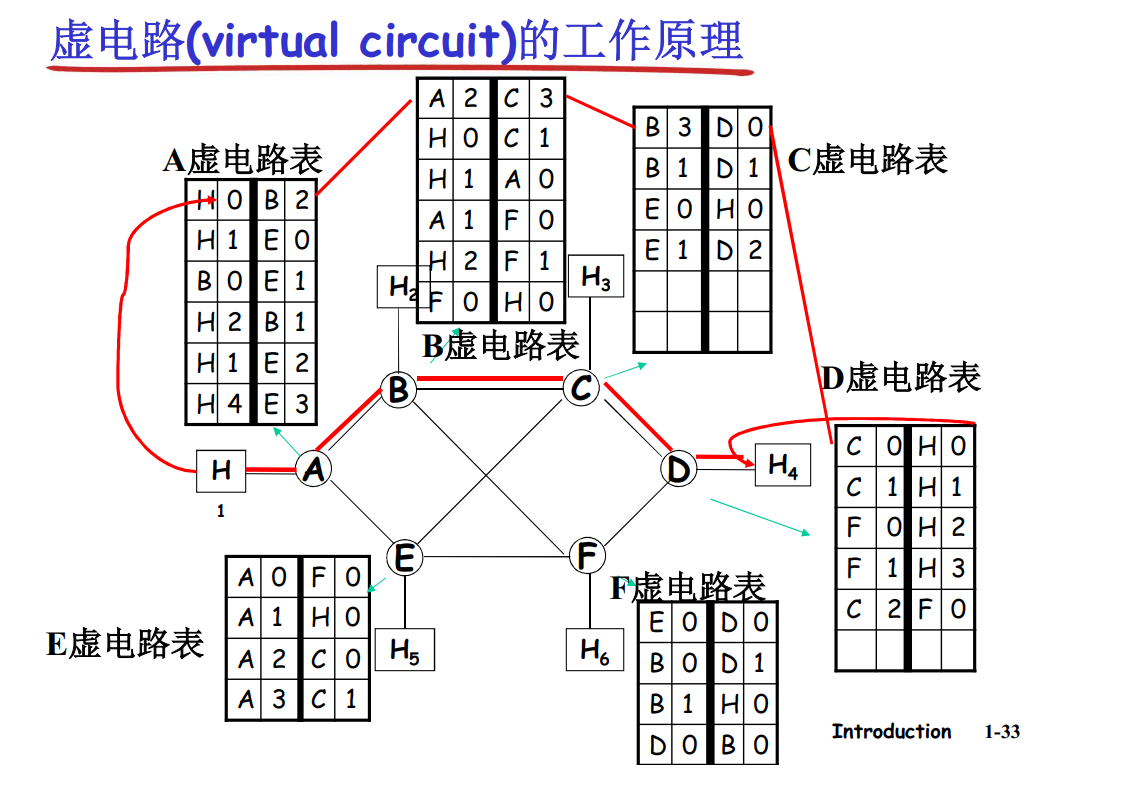 虚电路(virtual circuit)的工作原理
A虚电路表
H 0 B 2
H 1 E 0
B 0 E 1
H 2 B 1
H 1 E 2
H 4 E 3
A 2 C 3
H 0 C 1
H 1 A 0
A 1 F 0
H 2 F 1
F 0 H 0
B虚电路表
B 3 D 0
B 1 D 1
E 0 H 0
E 1 D 2
C虚电路表
H2
H3
B
C
D虚电路表
C 0 H 0
C 1 H 1
F 0 H 2
F 1 H 3
C 2 F 0
H
1
A
D
H4
E
F
E虚电路表
A 0 F 0
A 1 H 0
A 2 C 0
A 3 C 1
H5
H6
F虚电路表
E 0 D 0
B 0 D 1
B 1 H 0
D 0 B 0
Introduction 1-33